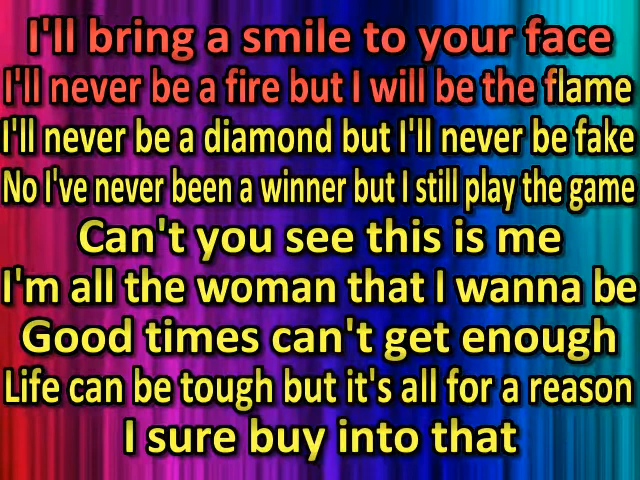 I'll bring a smile to your face
I'll never be a fire but I will be the flame
I'll never be a diamond but I'll never be fake
No I've never been a winner but I still play the game
Can't you see this is me
I'm all the woman that I wanna be
Good times can't get enough
Life can be tough but it's all for a reason
I sure buy into that